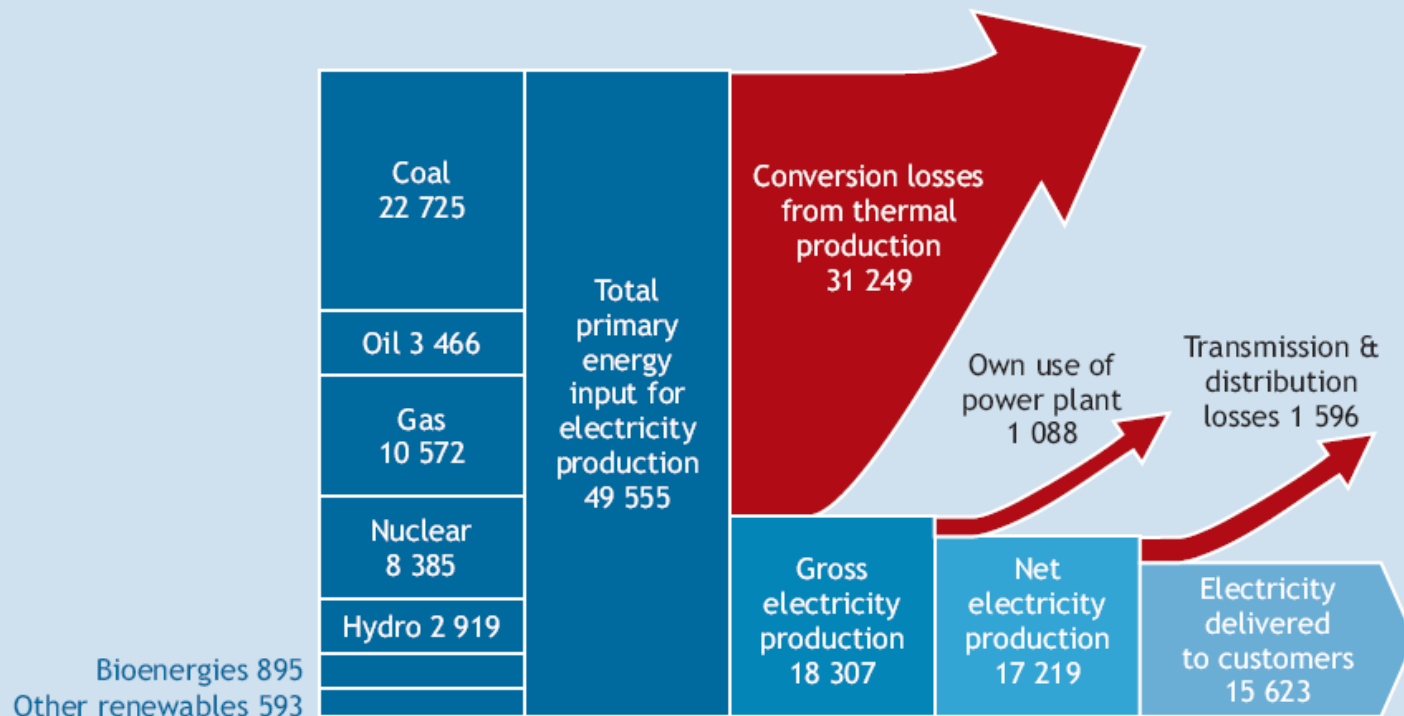 Coal
22 725
Oil 3 466
Gas
10 572
Nuclear
8 385
Hydro 2 919
Bioenergies 895
Other renewables 593
Total
primary
energy
input for
electricity
production
49 555
Conversion losses
from thermal
production
31 249
Own use of
power plant
1 088
Transmission &
distribution
losses 1 596
Gross
electricity
production
18 307
Net
electricity
production
17 219
Electricity
delivered
to customers
15 623